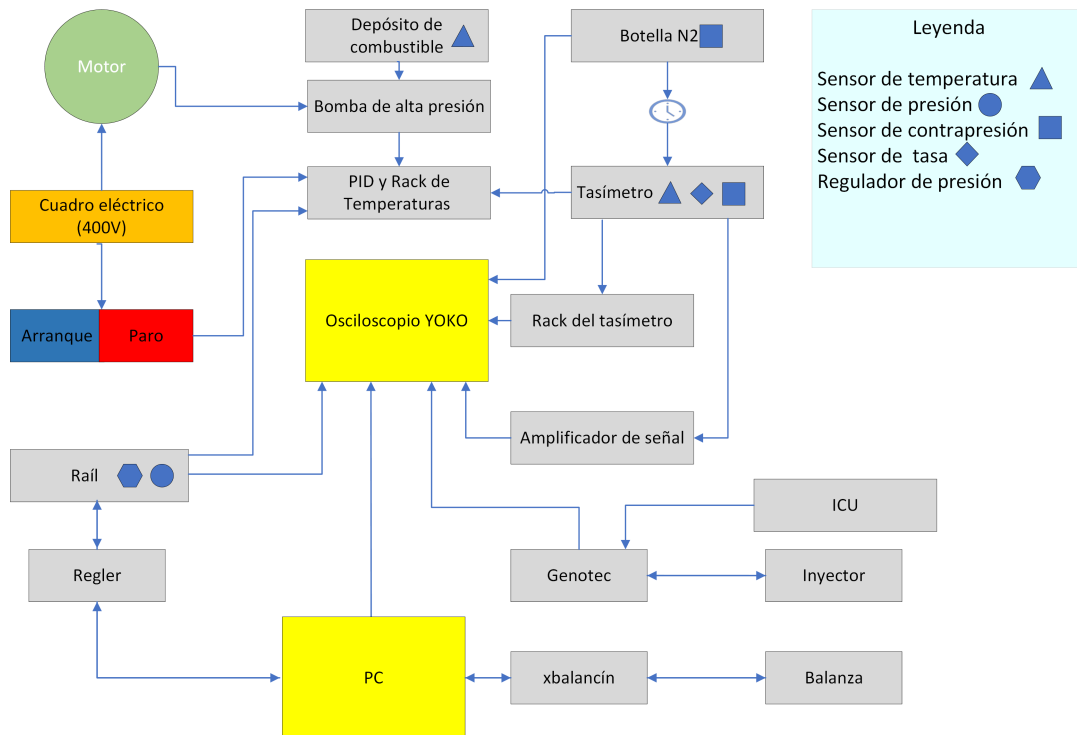 Motor
Depósito de
combustible
Botella N2
Leyenda
Sensor de temperatura
Sensor de presión
Sensor de contrapresión
Sensor de  tasa
Regulador de presión
Bomba de alta presión
PID y Rack de
Temperaturas
Tasímetro
Cuadro eléctrico
(400V)
Arranque
Paro
Osciloscopio YOKO
Rack del tasímetro
Amplificador de señal
Raíl
ICU
Regler
Genotec
Inyector
PC
xbalancín
Balanza